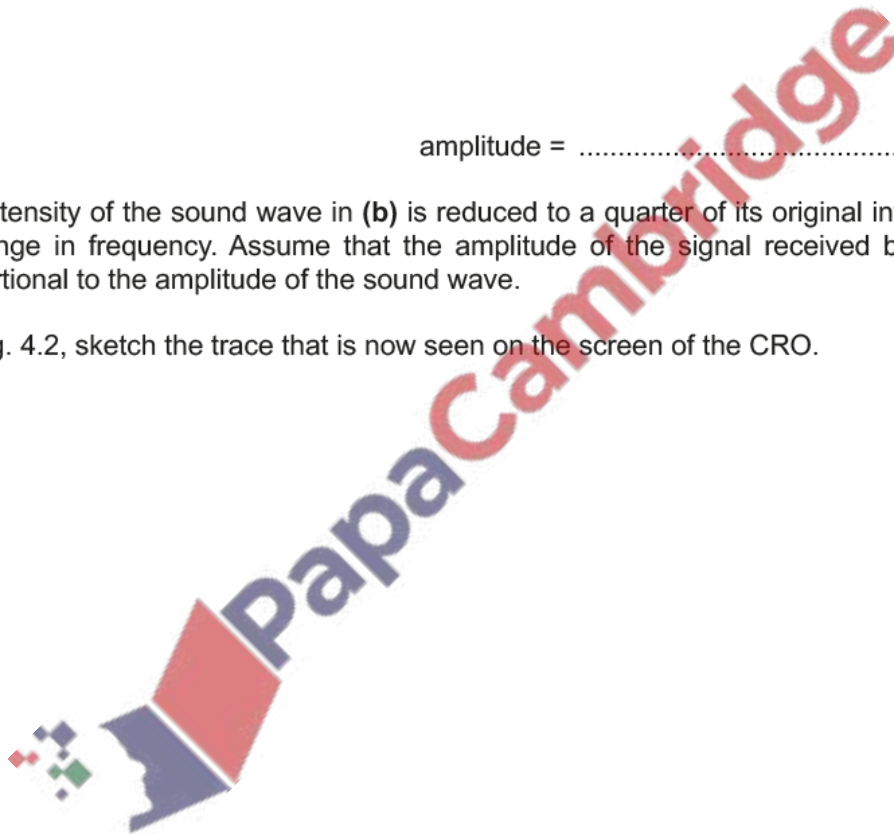 amplitude = ........................................
tensity of the sound wave in (b) is reduced to a quarter of its original in
nge in frequency. Assume that the amplitude of the signal received b
tional to the amplitude of the sound wave.
. 4.2, sketch the trace that is now seen on the screen of the CRO.
PapaCambridge